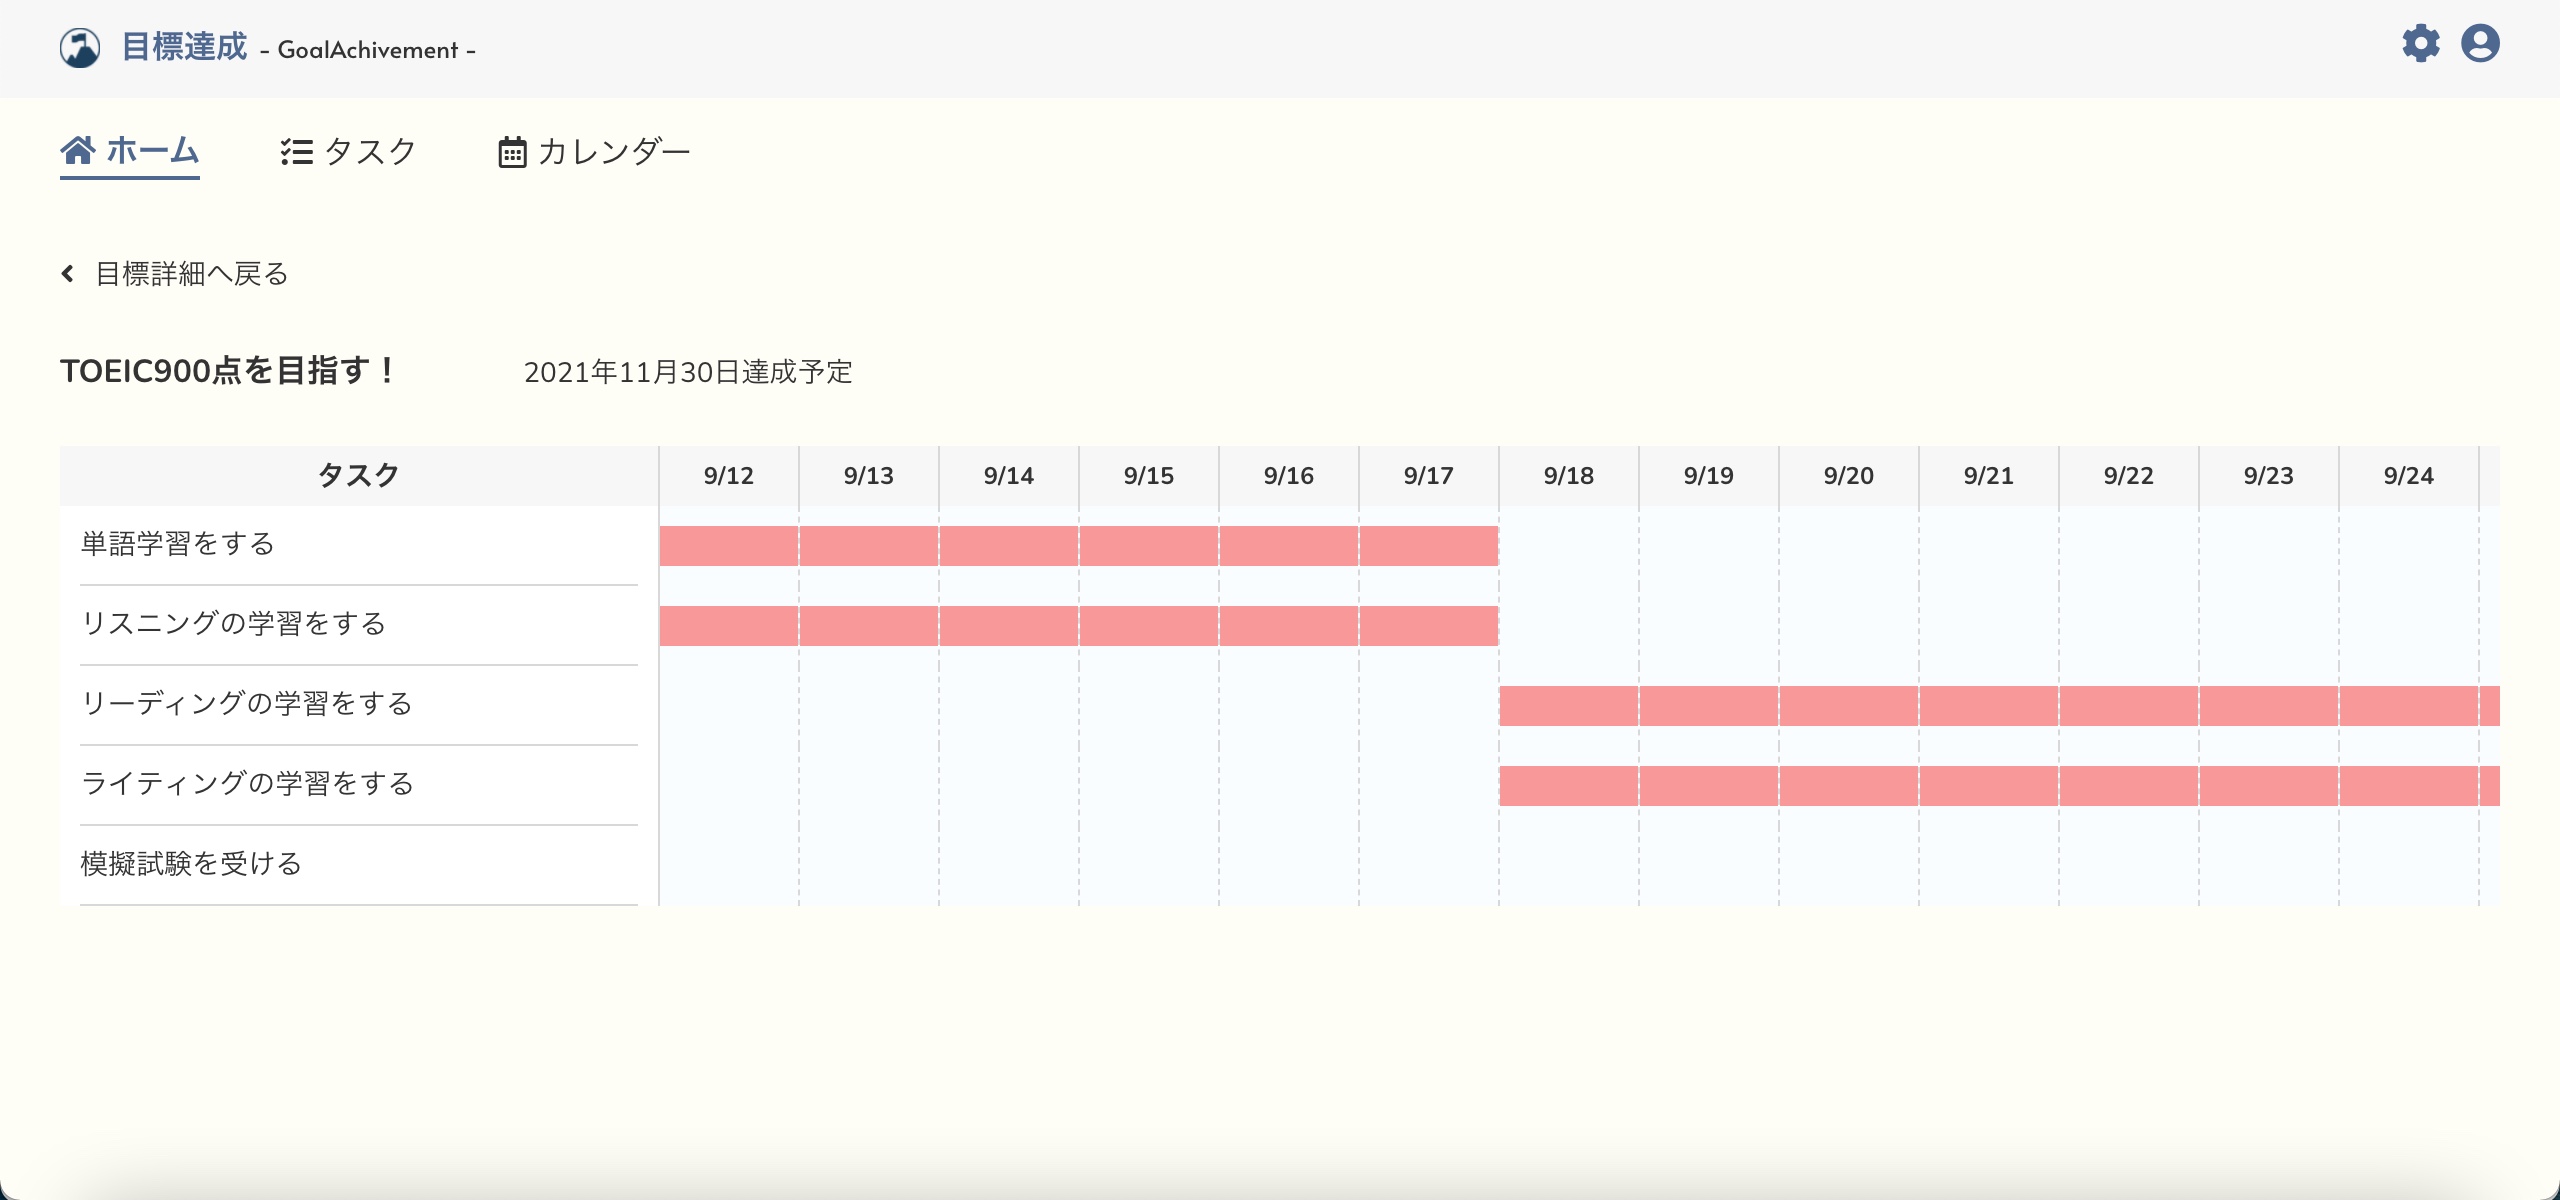 目標達成 - GoalAchivement -
ホーム タスク カレンダー
目標詳細へ戻る
TOEIC900点を目指す！ 2021年11月30日達成予定
タスク 9/12 9/13 9/14 9/15 9/16 9/17 9/18 9/19 9/20 9/21 9/22 9/23 9/24
単語学習をする
リスニングの学習をする
リーディングの学習をする
ライティングの学習をする
模擬試験を受ける